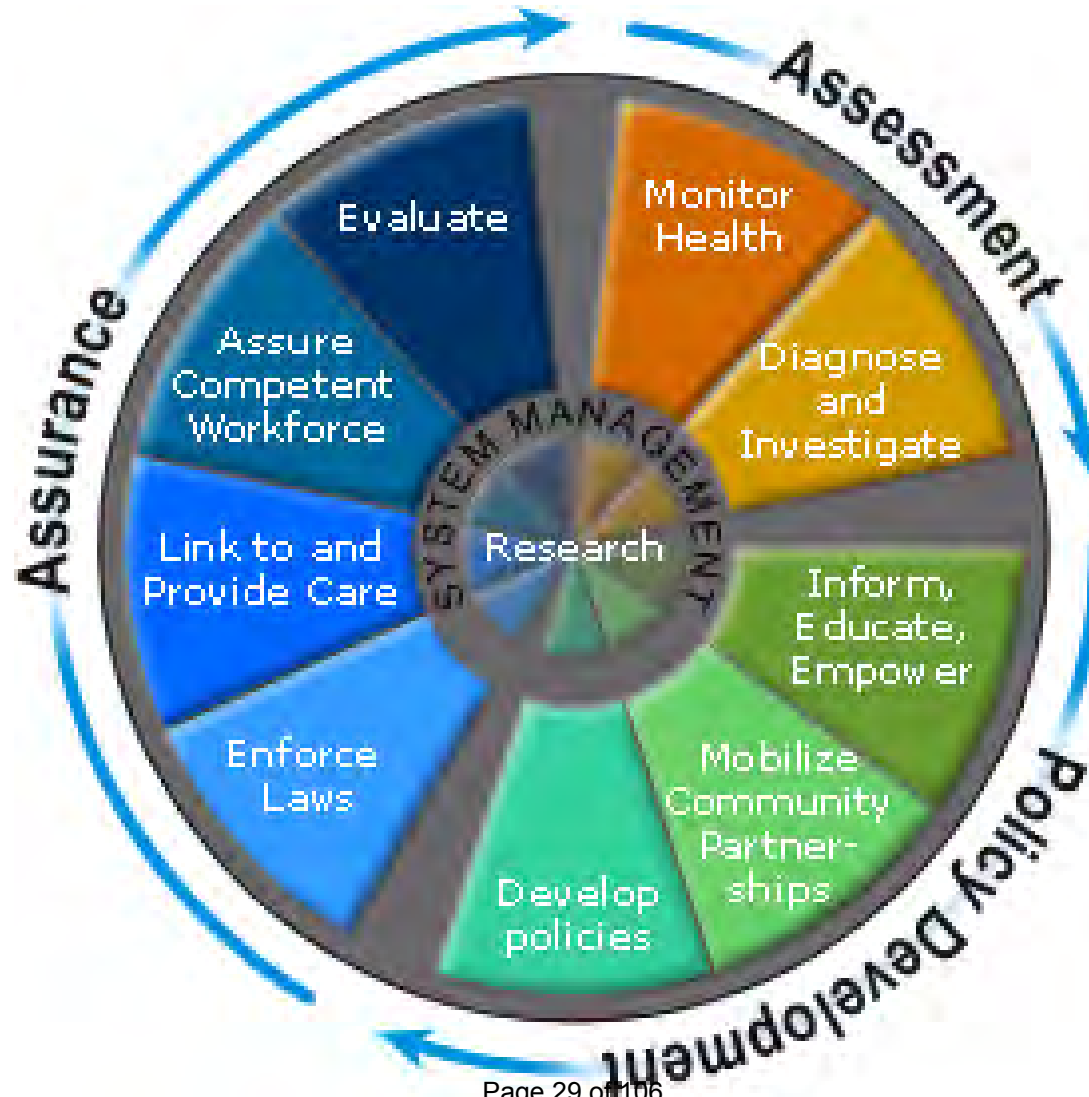 Assessment
Monitor
Health
Diagnose
and
Investigate
Policy Development
Inform,
Educate,
Empower
Mobilize
Community
Partner-
ships
Develop
policies
Assurance
Enforce
Laws
Link to and
Provide Care
Assure
Competent
Workforce
Evaluate
SYSTEM MANAGEMENT
Research
Page 29 of 106